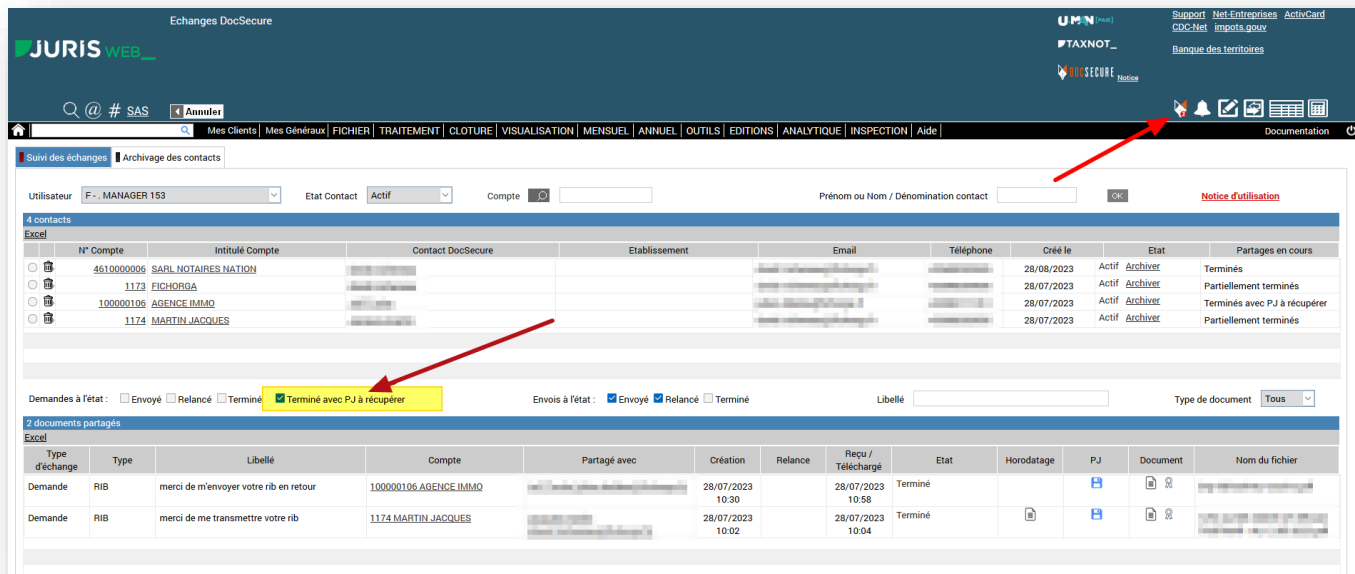 Echanges DocSecure
U-MAN [PAIE]
Support Net-Entreprises ActivCard
CDC-Net impots.gouv
JURIS WEB_
TAXNOT_
Banque des territoires
DOCSECURE Notice
@ # SAS Annuler
Mes Clients Mes Généraux FICHIER TRAITEMENT CLOTURE VISUALISATION MENSUEL ANNUEL OUTILS EDITIONS ANALYTIQUE INSPECTION Aide Documentation
Suivi des échanges Archivage des contacts
Utilisateur F - . MANAGER 153 Etat Contact Actif Compte Prénom ou Nom / Dénomination contact OK Notice d'utilisation
4 contacts
Excel
N° Compte Intitulé Compte Contact DocSecure Etablissement Email Téléphone Créé le Etat Partages en cours
4610000006 SARL NOTAIRES NATION 28/08/2023 Actif Archiver Terminés
1173 FICHORGA 28/07/2023 Actif Archiver Partiellement terminés
100000106 AGENCE IMMO 28/07/2023 Actif Archiver Terminés avec PJ à récupérer
1174 MARTIN JACQUES 28/07/2023 Actif Archiver Partiellement terminés
Demandes à l'état : Envoyé Relancé Terminé Terminé avec PJ à récupérer Envois à l'état : Envoyé Relancé Terminé Libellé Type de document Tous
2 documents partagés
Excel
Type d'échange Type Libellé Compte Partagé avec Création Relance Reçu / Téléchargé Etat Horodatage PJ Document Nom du fichier
Demande RIB merci de m'envoyer votre rib en retour 100000106 AGENCE IMMO 28/07/2023 10:30 28/07/2023 10:58 Terminé
Demande RIB merci de me transmettre votre rib 1174 MARTIN JACQUES 28/07/2023 10:02 28/07/2023 10:04 Terminé